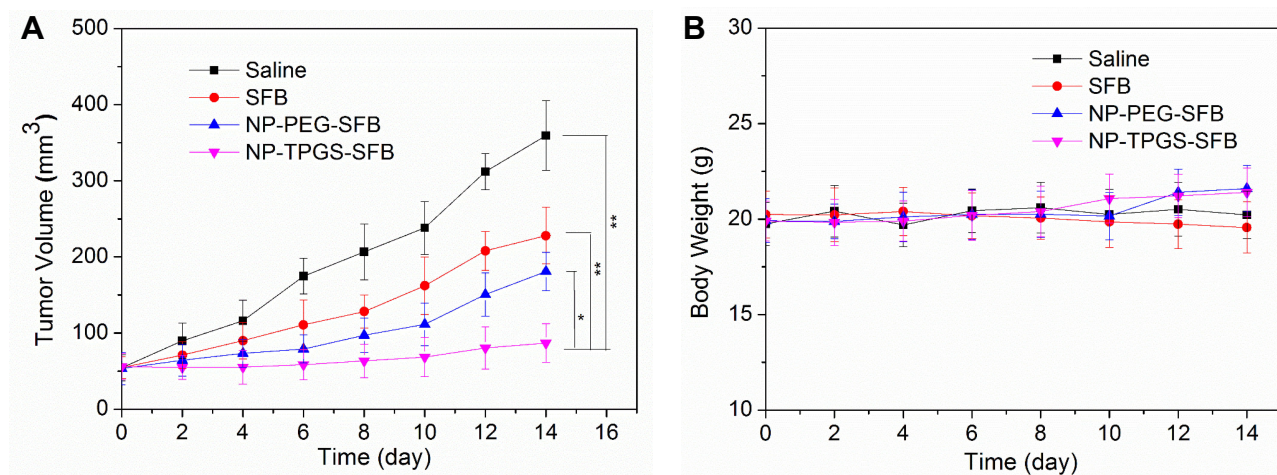 A
Tumor Volume (mm³)
500
400
300
200
100
0
Saline
SFB
NP-PEG-SFB
NP-TPGS-SFB
**
**
*
0 2 4 6 8 10 12 14 16
Time (day)
B
Body Weight (g)
30
25
20
15
10
Saline
SFB
NP-PEG-SFB
NP-TPGS-SFB
0 2 4 6 8 10 12 14
Time (day)